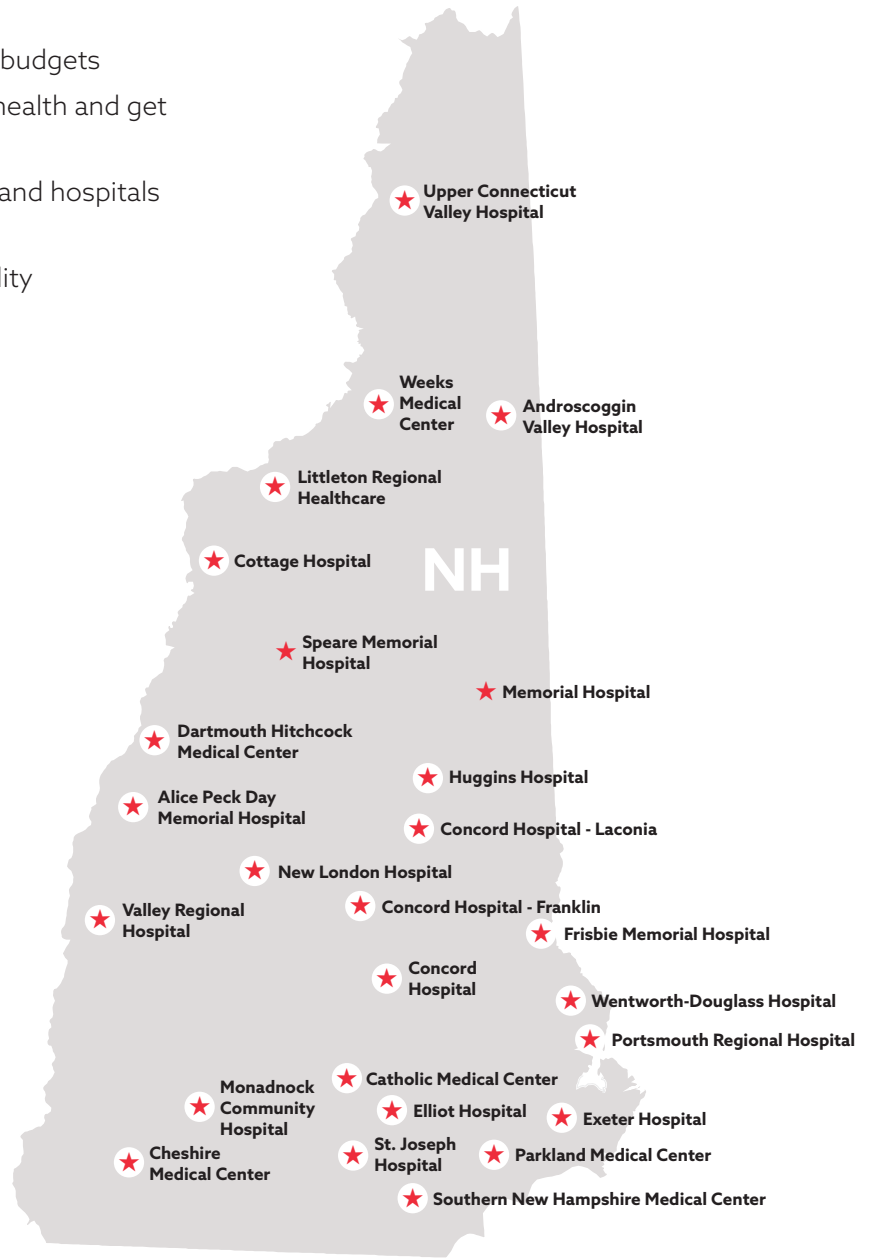 budgets
health and get
and hospitals
lity
Upper Connecticut
Valley Hospital
Weeks
Medical
Center
Androscoggin
Valley Hospital
Littleton Regional
Healthcare
Cottage Hospital
NH
Speare Memorial
Hospital
Memorial Hospital
Dartmouth Hitchcock
Medical Center
Huggins Hospital
Alice Peck Day
Memorial Hospital
Concord Hospital - Laconia
New London Hospital
Concord Hospital - Franklin
Valley Regional
Hospital
Frisbie Memorial Hospital
Concord
Hospital
Wentworth-Douglass Hospital
Portsmouth Regional Hospital
Catholic Medical Center
Monadnock
Community
Hospital
Elliot Hospital
Exeter Hospital
St. Joseph
Hospital
Parkland Medical Center
Cheshire
Medical Center
Southern New Hampshire Medical Center